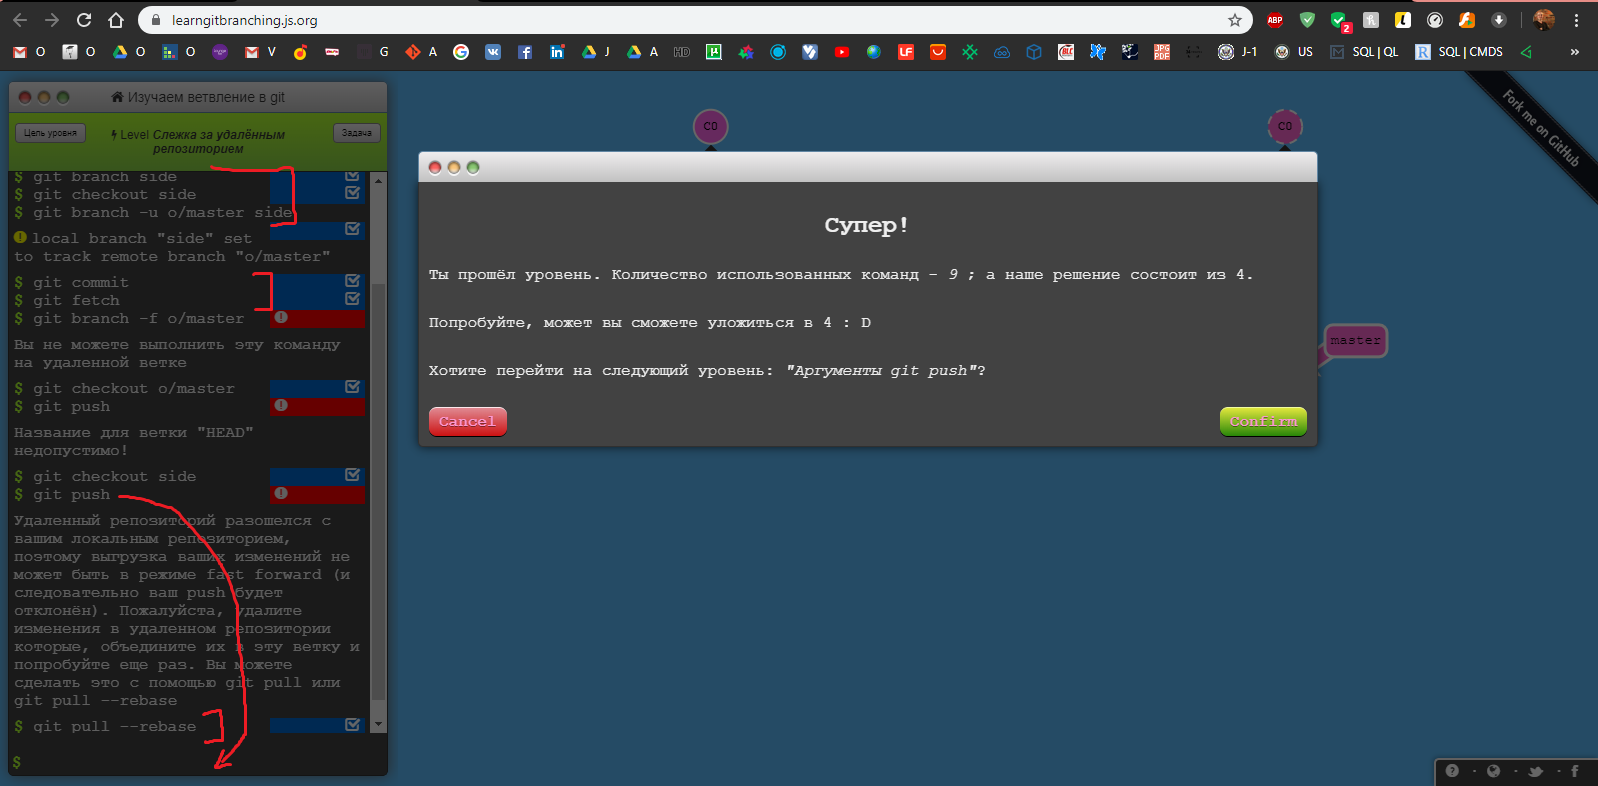 learngitbranching.js.org
ABP
2
O
O
O
O
V
G
A
J
A
HD
J-1
US
SQL | QL
SQL | CMDS
»
Изучаем ветвление в git
Цель уровня
Level Слежка за удалённым репозиторием
Задача
$ git branch side
$ git checkout side
$ git branch -u o/master side
local branch "side" set
to track remote branch "o/master"
$ git commit
$ git fetch
$ git branch -f o/master
Вы не можете выполнить эту команду
на удаленной ветке
$ git checkout o/master
$ git push
Название для ветки "HEAD"
недопустимо!
$ git checkout side
$ git push
Удаленный репозиторий разошелся с
вашим локальным репозиторием,
поэтому выгрузка ваших изменений не
может быть в режиме fast forward (и
следовательно ваш push будет
отклонён). Пожалуйста, удалите
изменения в удаленном репозитории
которые, объедините их в эту ветку и
попробуйте еще раз. Вы можете
сделать это с помощью git pull или
git pull --rebase
$ git pull --rebase
$
C0
C0
Fork me on GitHub
Супер!
Ты прошёл уровень. Количество использованных команд - 9 ; а наше решение состоит из 4.
Попробуйте, может вы сможете уложиться в 4 : D
Хотите перейти на следующий уровень: "Аргументы git push"?
Cancel
Confirm
master